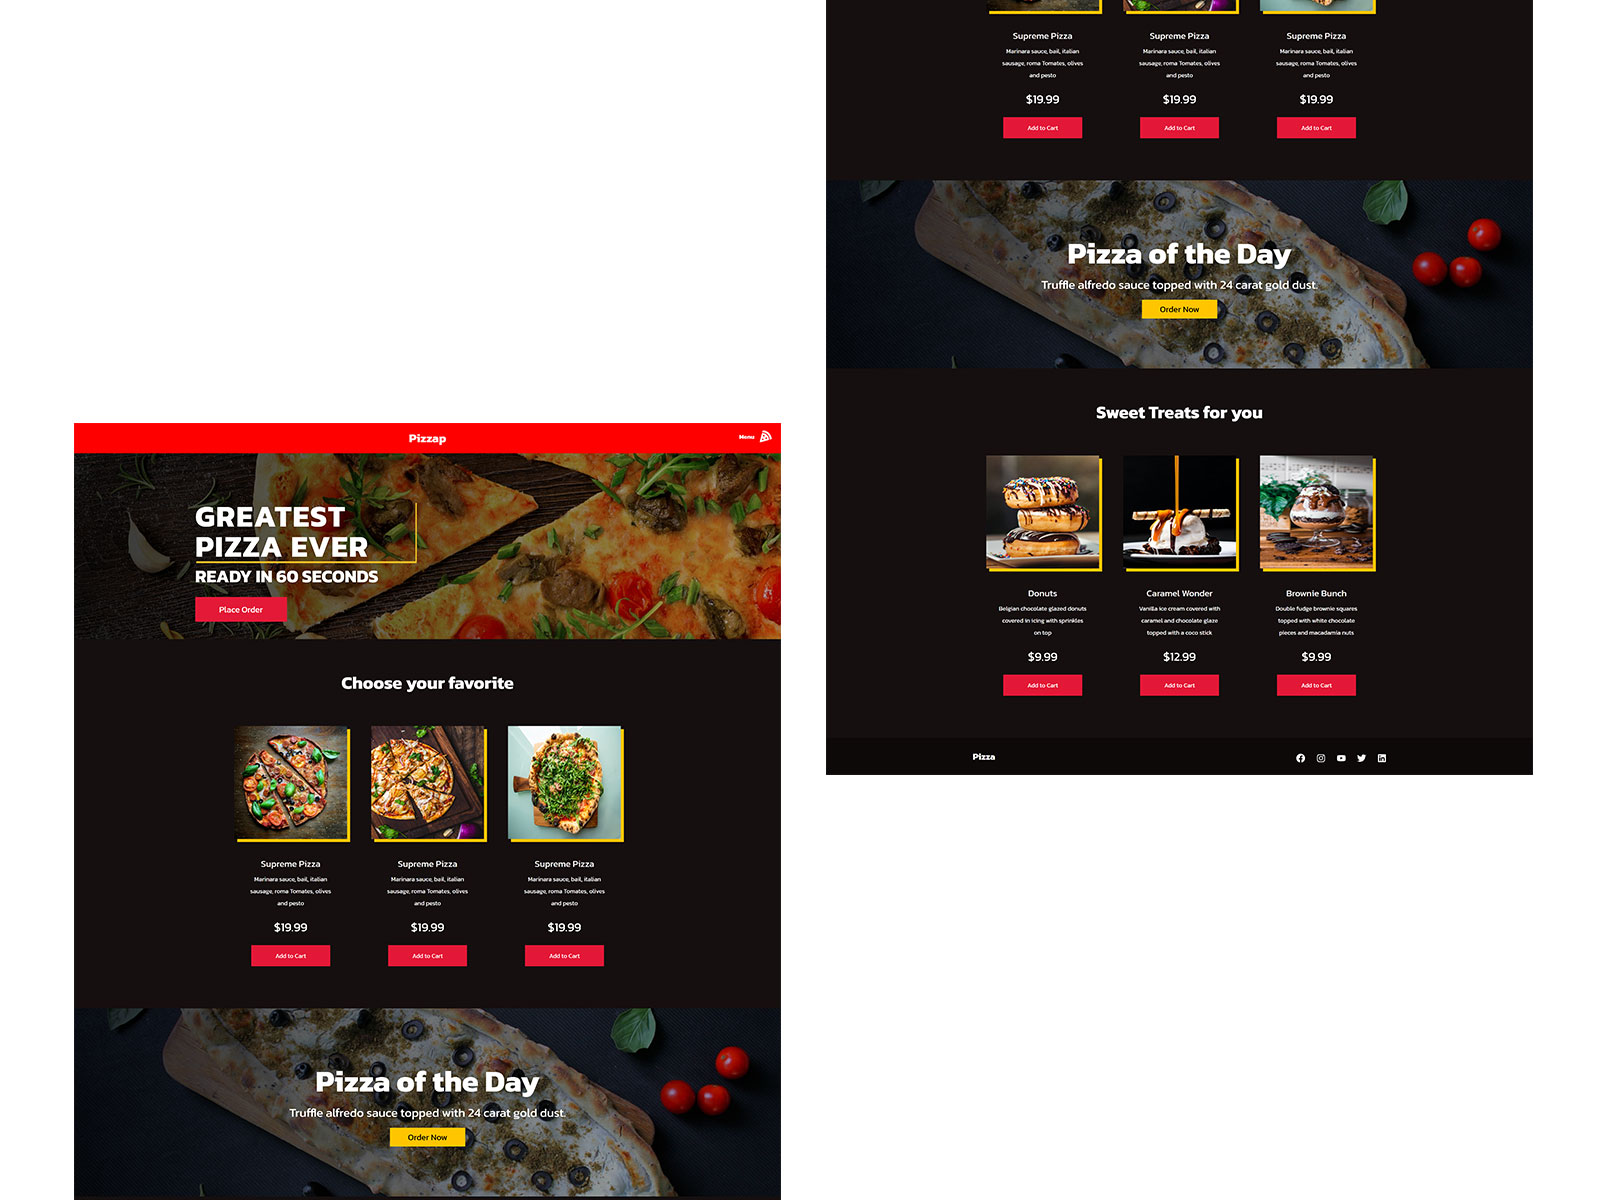 Pizzap
Menu
GREATEST
PIZZA EVER
READY IN 60 SECONDS
Place Order
Choose your favorite
Supreme Pizza
Marinara sauce, bail, italian
sausage, roma Tomates, olives
and pesto
$19.99
Add to Cart
Supreme Pizza
Marinara sauce, bail, italian
sausage, roma Tomates, olives
and pesto
$19.99
Add to Cart
Supreme Pizza
Marinara sauce, bail, italian
sausage, roma Tomates, olives
and pesto
$19.99
Add to Cart
Pizza of the Day
Truffle alfredo sauce topped with 24 carat gold dust.
Order Now
Supreme Pizza
Marinara sauce, bail, italian
sausage, roma Tomates, olives
and pesto
$19.99
Add to Cart
Supreme Pizza
Marinara sauce, bail, italian
sausage, roma Tomates, olives
and pesto
$19.99
Add to Cart
Supreme Pizza
Marinara sauce, bail, italian
sausage, roma Tomates, olives
and pesto
$19.99
Add to Cart
Pizza of the Day
Truffle alfredo sauce topped with 24 carat gold dust.
Order Now
Sweet Treats for you
Donuts
Belgian chocolate glazed donuts
covered in icing with sprinkles
on top
$9.99
Add to Cart
Caramel Wonder
Vanilla ice cream covered with
caramel and chocolate glaze
topped with a coco stick
$12.99
Add to Cart
Brownie Bunch
Double fudge brownie squares
topped with white chocolate
pieces and macadamia nuts
$9.99
Add to Cart
Pizza